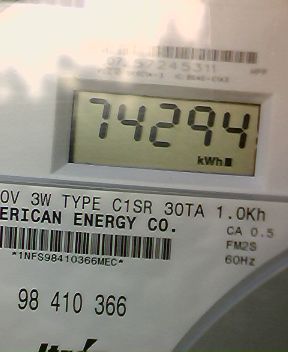 74294
kWh
0V 3W TYPE C1SR 30TA 1.0Kh
ERICAN ENERGY CO.
CA 0.5
FM2S
60Hz
*1NFS98410366MEC*
98 410 366